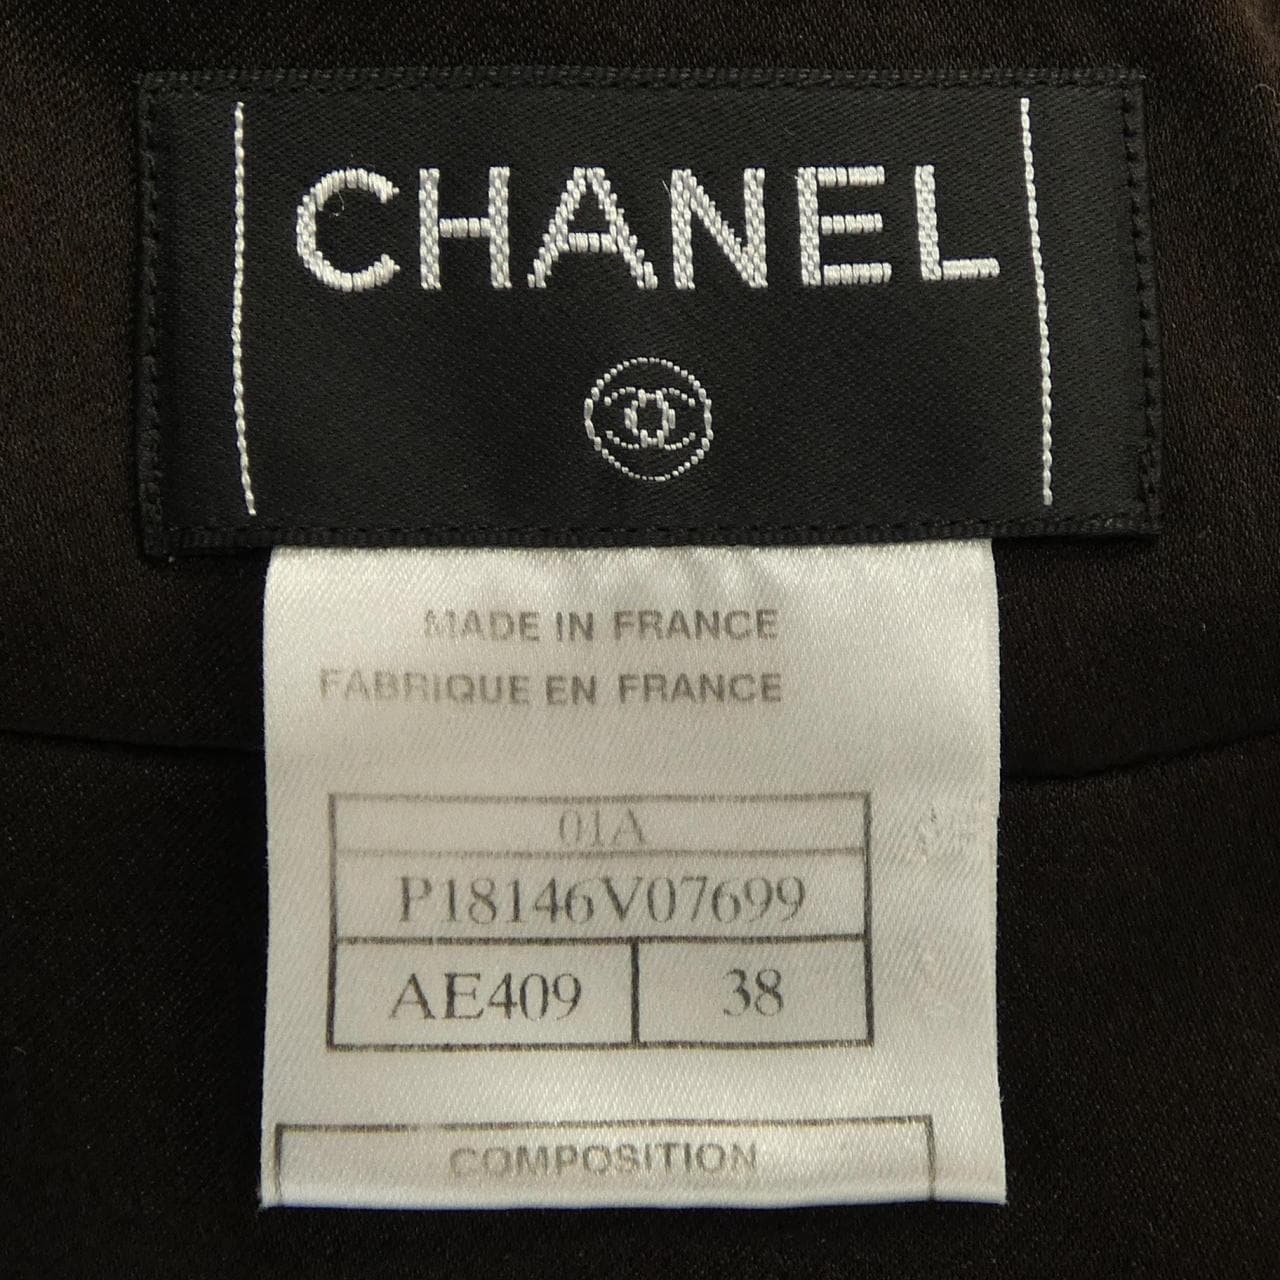 CHANEL
MADE IN FRANCE
FABRIQUE EN FRANCE
01A
P18146V07699
AE409 38
COMPOSITION